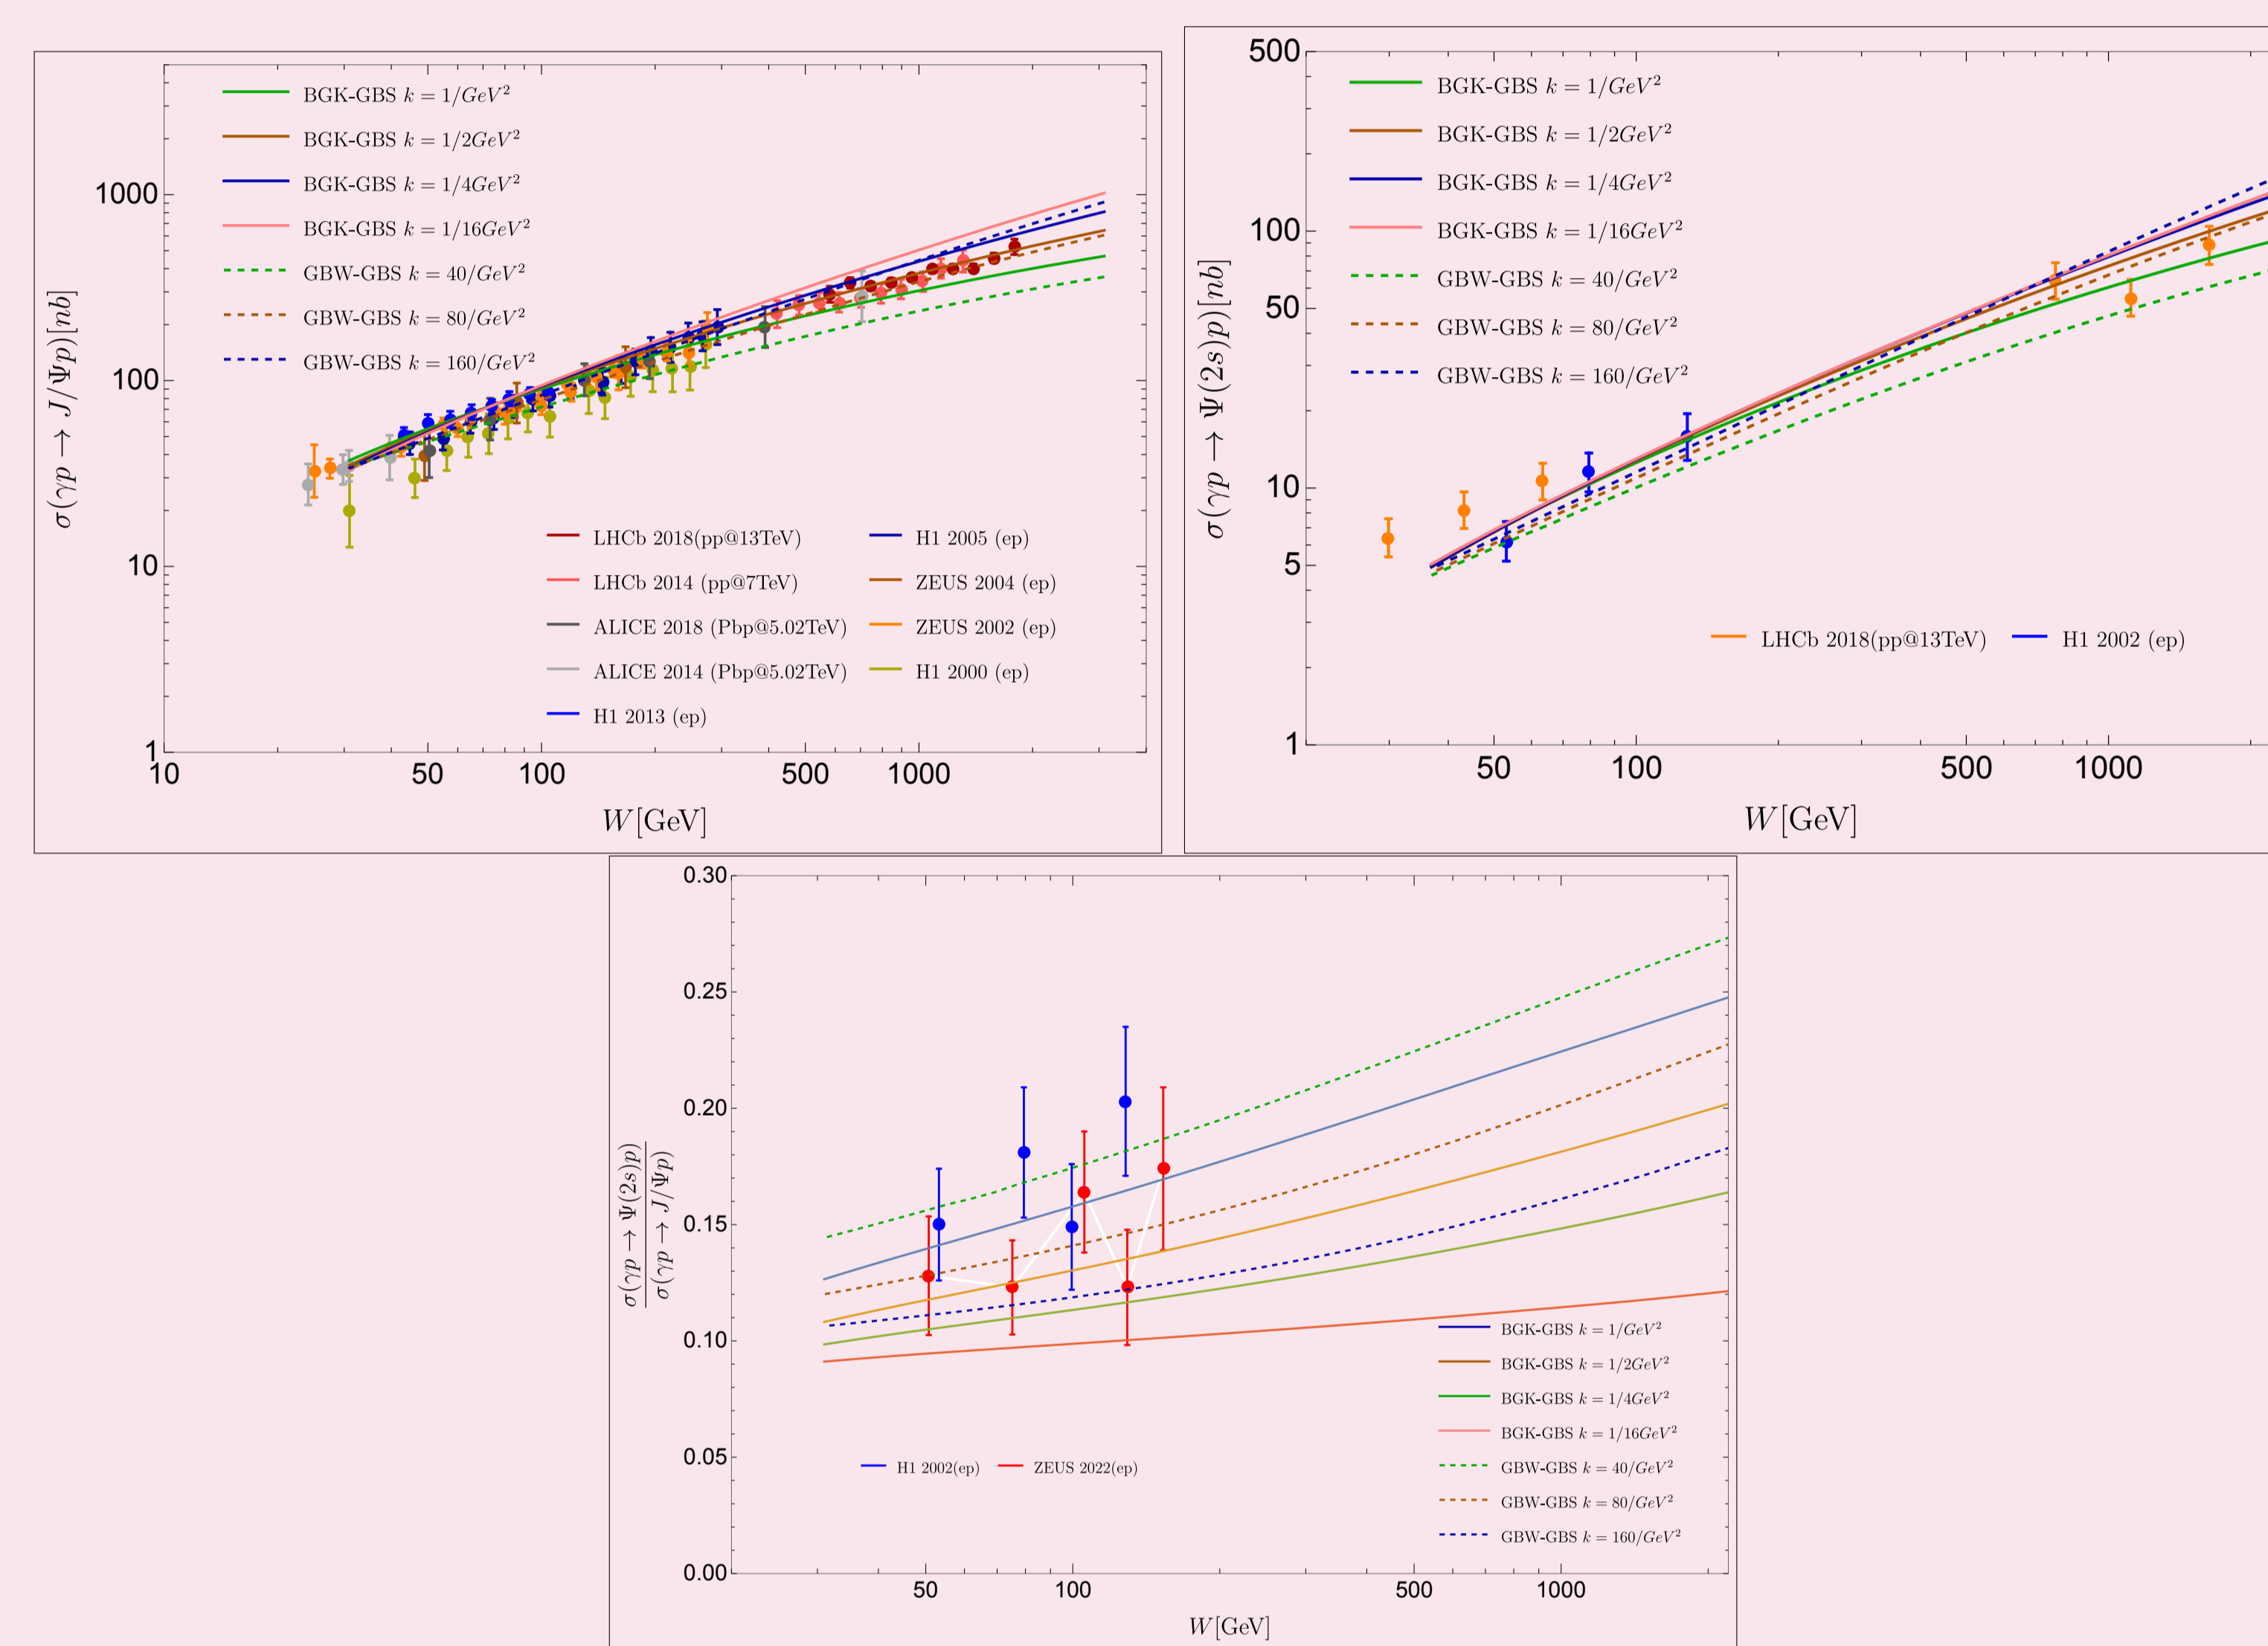 BGK-GBS k = 1/GeV²
BGK-GBS k = 1/2GeV²
BGK-GBS k = 1/4GeV²
BGK-GBS k = 1/16GeV²
GBW-GBS k = 40/GeV²
GBW-GBS k = 80/GeV²
GBW-GBS k = 160/GeV²
LHCb 2018(pp@13TeV)
LHCb 2014 (pp@7TeV)
ALICE 2018 (Pbp@5.02TeV)
ALICE 2014 (Pbp@5.02TeV)
H1 2013 (ep)
H1 2005 (ep)
ZEUS 2004 (ep)
ZEUS 2002 (ep)
H1 2000 (ep)
1000
100
10
1
10 50 100 500 1000
σ(γp → J/Ψp)[nb]
W[GeV]
BGK-GBS k = 1/GeV²
BGK-GBS k = 1/2GeV²
BGK-GBS k = 1/4GeV²
BGK-GBS k = 1/16GeV²
GBW-GBS k = 40/GeV²
GBW-GBS k = 80/GeV²
GBW-GBS k = 160/GeV²
LHCb 2018(pp@13TeV) H1 2002 (ep)
500
100
50
10
5
1
50 100 500 1000
σ(γp → Ψ(2s)p)[nb]
W[GeV]
0.30
0.25
0.20
0.15
0.10
0.05
0.00
σ(γp → Ψ(2s)p)
σ(γp → J/Ψp)
BGK-GBS k = 1/GeV²
BGK-GBS k = 1/2GeV²
BGK-GBS k = 1/4GeV²
BGK-GBS k = 1/16GeV²
GBW-GBS k = 40/GeV²
GBW-GBS k = 80/GeV²
GBW-GBS k = 160/GeV²
H1 2002(ep) ZEUS 2022(ep)
50 100 500 1000
W[GeV]